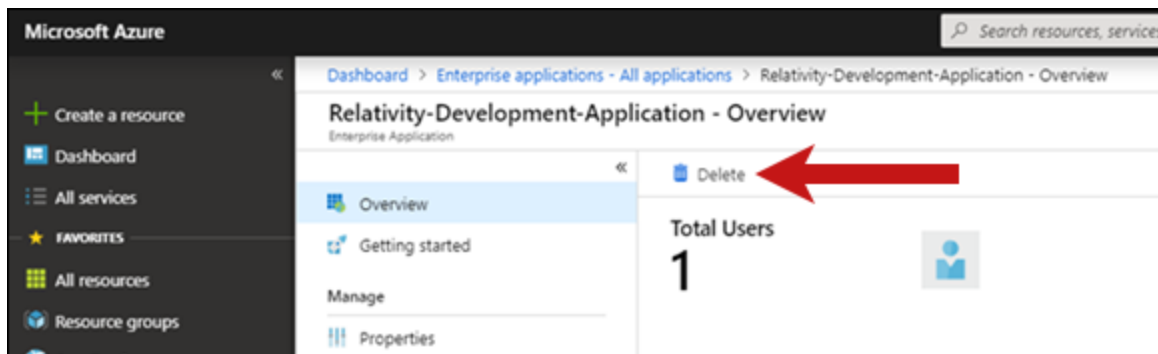 Microsoft Azure
Search resources, services
Dashboard > Enterprise applications - All applications > Relativity-Development-Application - Overview
Create a resource
Dashboard
All services
FAVORITES
All resources
Resource groups
Relativity-Development-Application - Overview
Enterprise Application
Overview
Getting started
Manage
Properties
Delete
Total Users
1